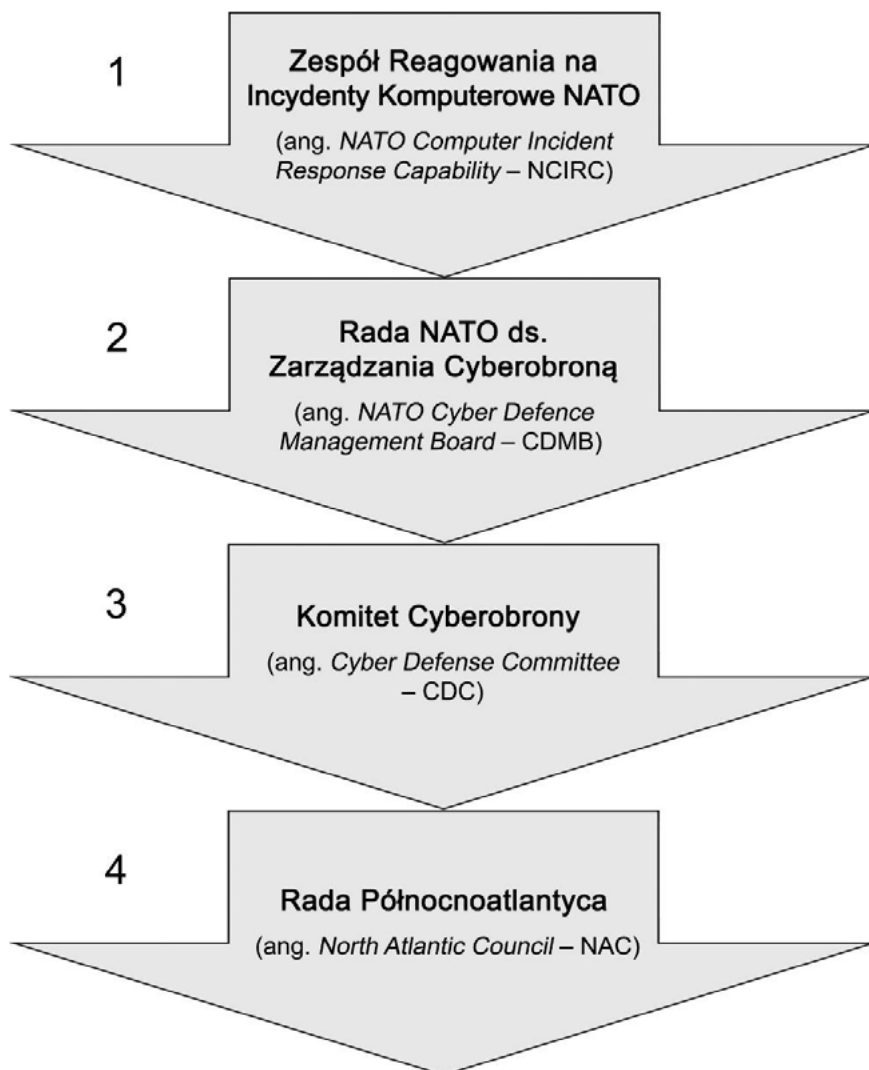 1
Zespół Reagowania na
Incydenty Komputerowe NATO
(ang. NATO Computer Incident
Response Capability – NCIRC)
2
Rada NATO ds.
Zarządzania Cyberobroną
(ang. NATO Cyber Defence
Management Board – CDMB)
3
Komitet Cyberobrony
(ang. Cyber Defense Committee
– CDC)
4
Rada Północnoatlantyca
(ang. North Atlantic Council – NAC)